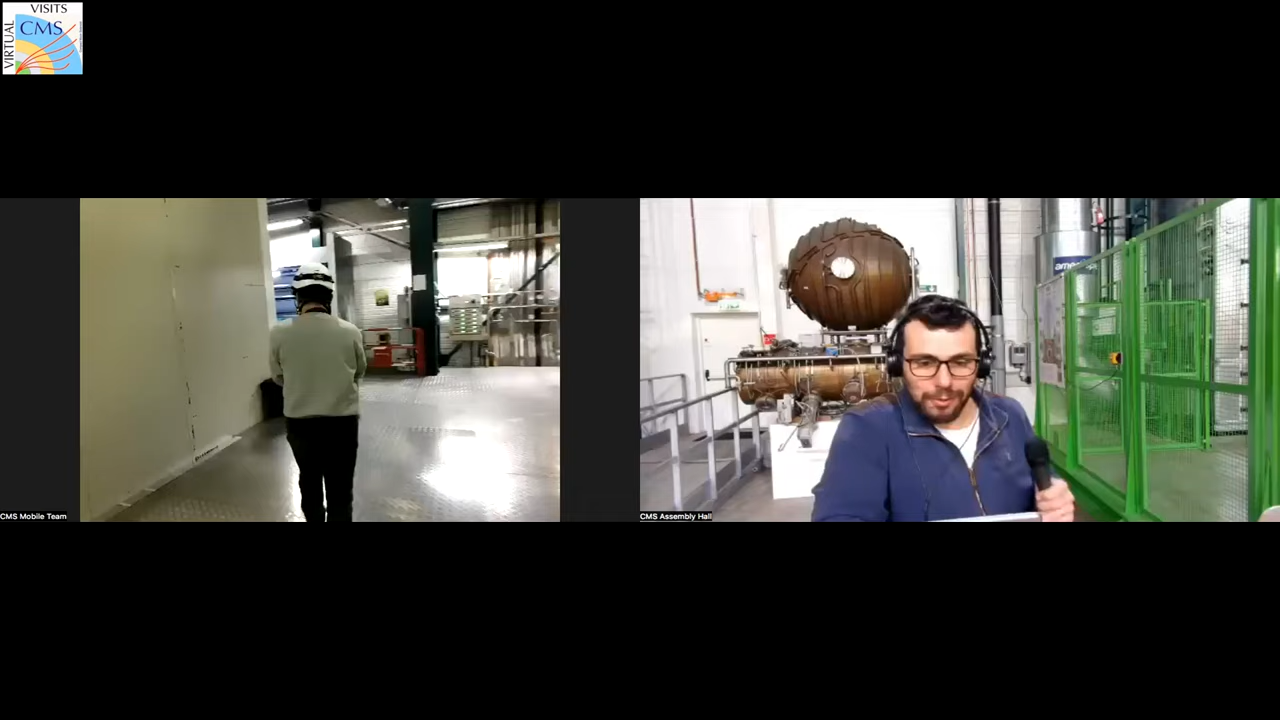 VISITS
CMS
VIRTUAL
CMS Mobile Team
CMS Assembly Hall